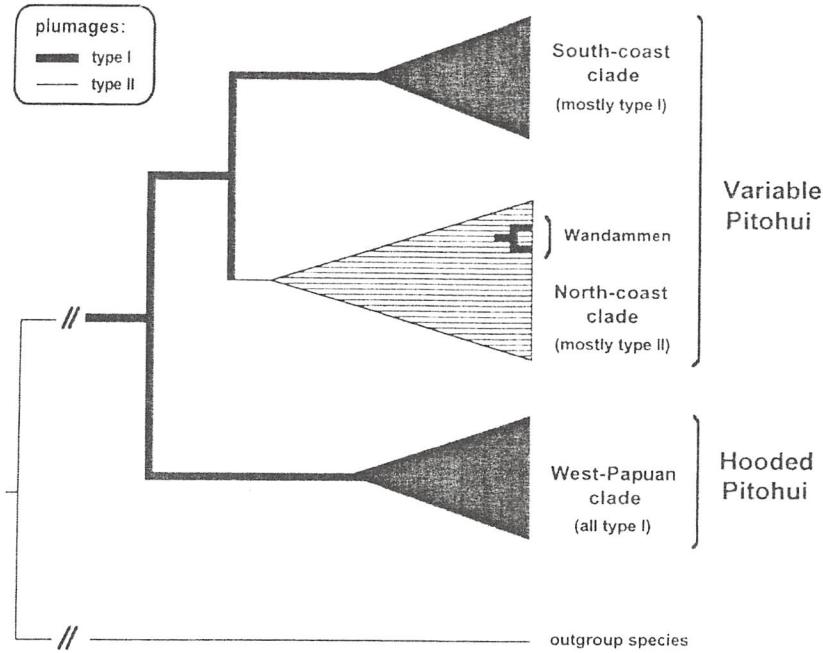 plumages:
type I
type II
South-coast
clade
(mostly type I)
Variable
Pitohui
Wandammen
North-coast
clade
(mostly type II)
West-Papuan
clade
(all type I)
Hooded
Pitohui
outgroup species